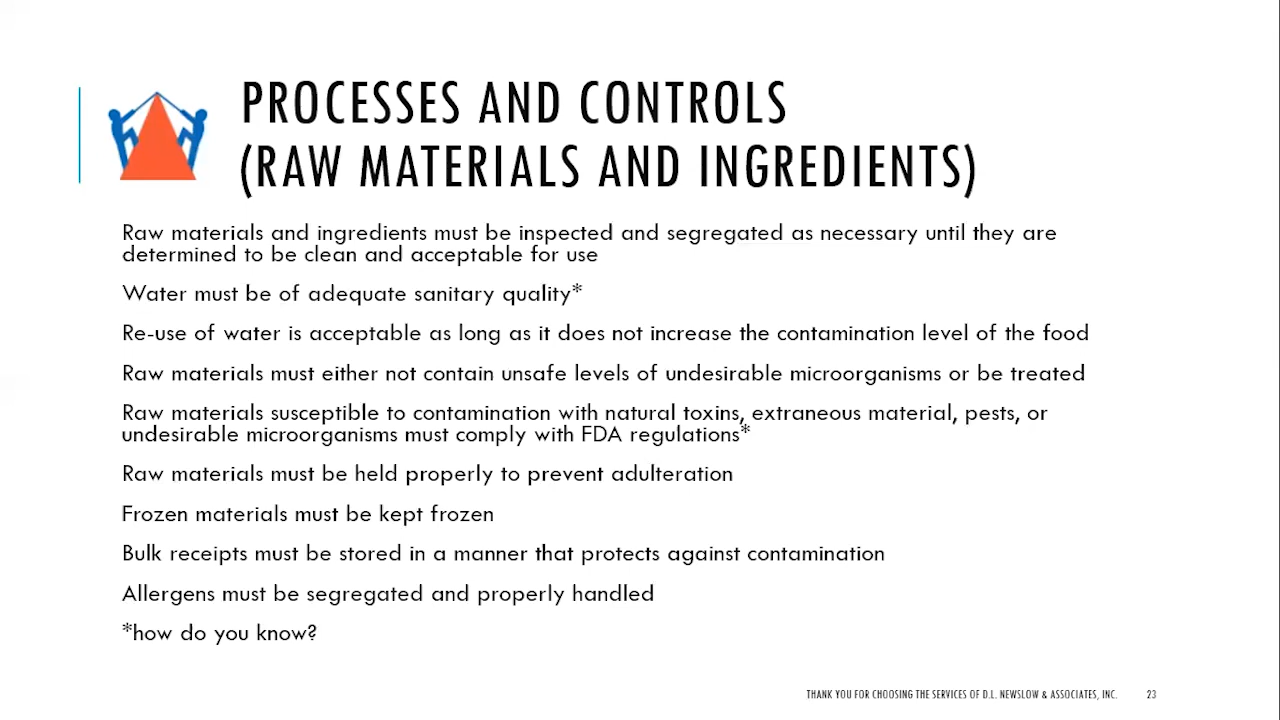 PROCESSES AND CONTROLS
(RAW MATERIALS AND INGREDIENTS)
Raw materials and ingredients must be inspected and segregated as necessary until they are
determined to be clean and acceptable for use
Water must be of adequate sanitary quality*
Re-use of water is acceptable as long as it does not increase the contamination level of the food
Raw materials must either not contain unsafe levels of undesirable microorganisms or be treated
Raw materials susceptible to contamination with natural toxins, extraneous material, pests, or
undesirable microorganisms must comply with FDA regulations*
Raw materials must be held properly to prevent adulteration
Frozen materials must be kept frozen
Bulk receipts must be stored in a manner that protects against contamination
Allergens must be segregated and properly handled
*how do you know?
THANK YOU FOR CHOOSING THE SERVICES OF D.L. NEWSLOW & ASSOCIATES, INC. 23